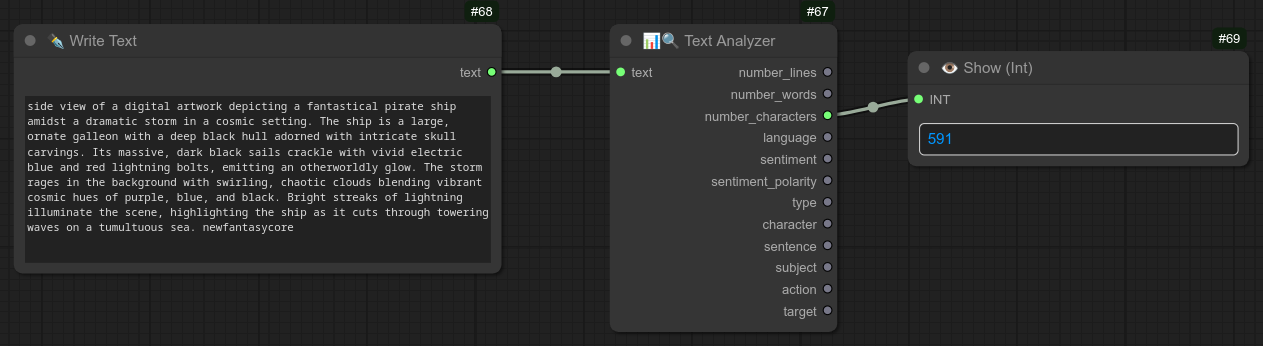 #68
Write Text
text
side view of a digital artwork depicting a fantastical pirate ship
amidst a dramatic storm in a cosmic setting. The ship is a large,
ornate galleon with a deep black hull adorned with intricate skull
carvings. Its massive, dark black sails crackle with vivid electric
blue and red lightning bolts, emitting an otherworldly glow. The storm
rages in the background with swirling, chaotic clouds blending vibrant
cosmic hues of purple, blue, and black. Bright streaks of lightning
illuminate the scene, highlighting the ship as it cuts through towering
waves on a tumultuous sea. newfantasycore
#67
Text Analyzer
text
number_lines
number_words
number_characters
language
sentiment
sentiment_polarity
type
character
sentence
subject
action
target
#69
Show (Int)
INT
591